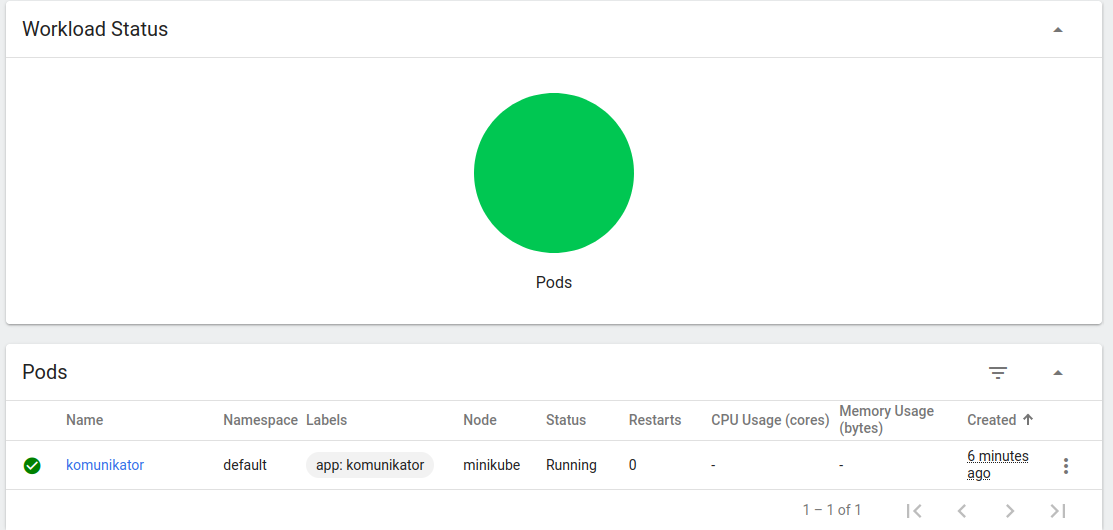 Workload Status
Pods
Pods
Name Namespace Labels Node Status Restarts CPU Usage (cores) Memory Usage (bytes) Created
komunikator default app: komunikator minikube Running 0 - - 6 minutes ago
1 – 1 of 1